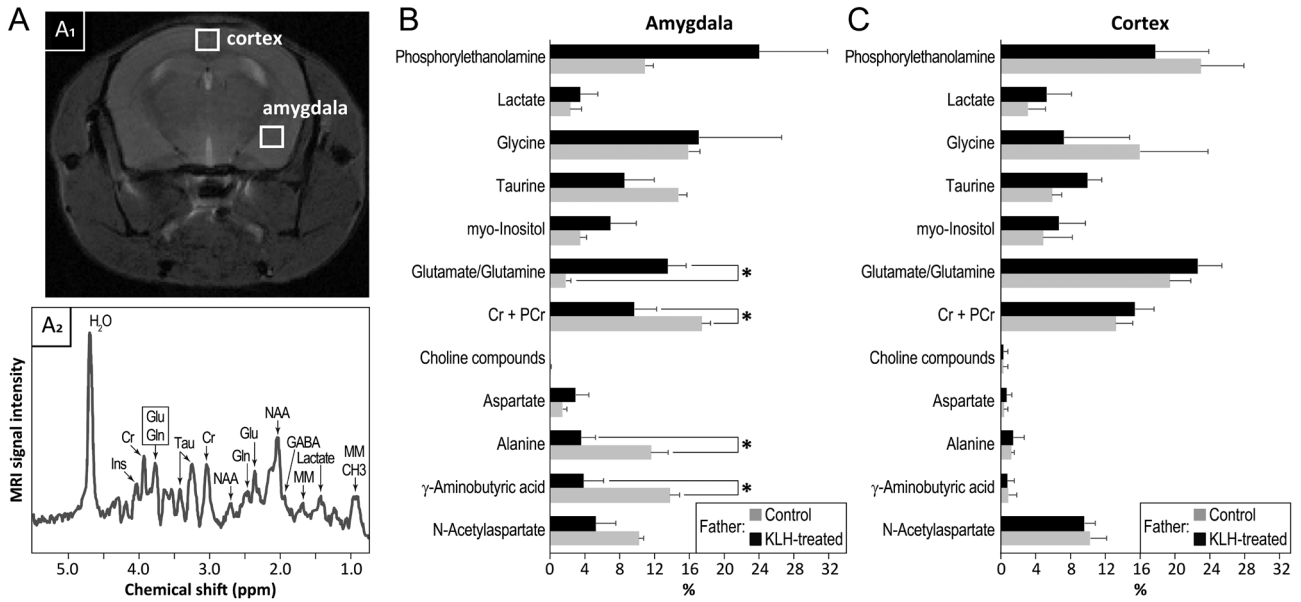 A
A₁
cortex
amygdala
A₂
H₂O
Glu
Gln
Cr
Ins
Tau
Cr
NAA
Gln
Glu
NAA
GABA
Lactate
MM
MM
CH3
MRI signal intensity
5.0 4.0 3.0 2.0 1.0
Chemical shift (ppm)
B
Amygdala
Phosphorylethanolamine
Lactate
Glycine
Taurine
myo-Inositol
Glutamate/Glutamine
*
Cr + PCr
*
Choline compounds
Aspartate
Alanine
*
γ-Aminobutyric acid
*
N-Acetylaspartate
Father:
Control
KLH-treated
0 4 8 12 16 20 24 28 32
%
C
Cortex
Phosphorylethanolamine
Lactate
Glycine
Taurine
myo-Inositol
Glutamate/Glutamine
Cr + PCr
Choline compounds
Aspartate
Alanine
γ-Aminobutyric acid
N-Acetylaspartate
Father:
Control
KLH-treated
0 4 8 12 16 20 24 28 32
%